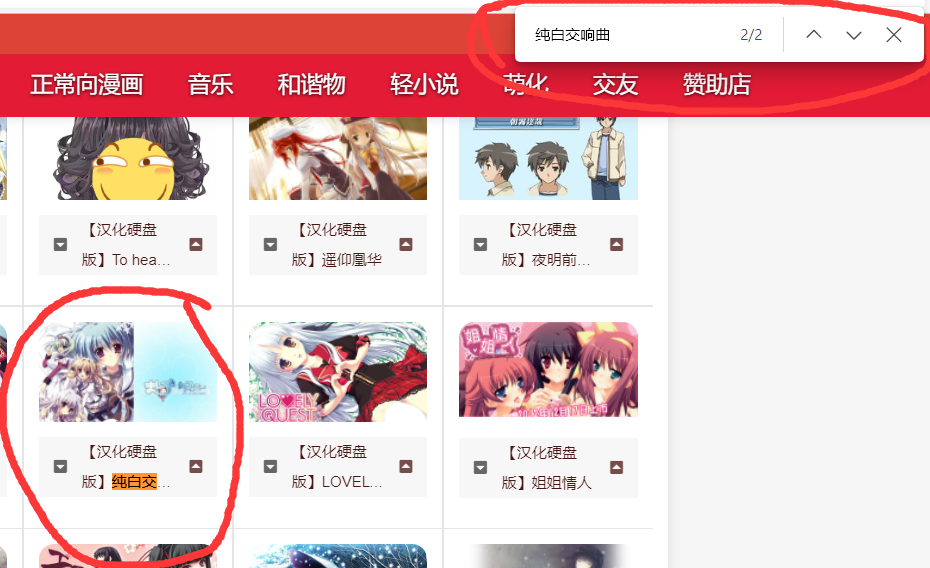 纯白交响曲 2/2
正常向漫画 音乐 和谐物 轻小说 萌化 交友 赞助店
【汉化硬盘
版】To hea...
【汉化硬盘
版】遥仰凰华
【汉化硬盘
版】夜明前...
LOVELY
QUEST
姐姐情人
【汉化硬盘
版】纯白交...
【汉化硬盘
版】LOVEL...
【汉化硬盘
版】姐姐情人